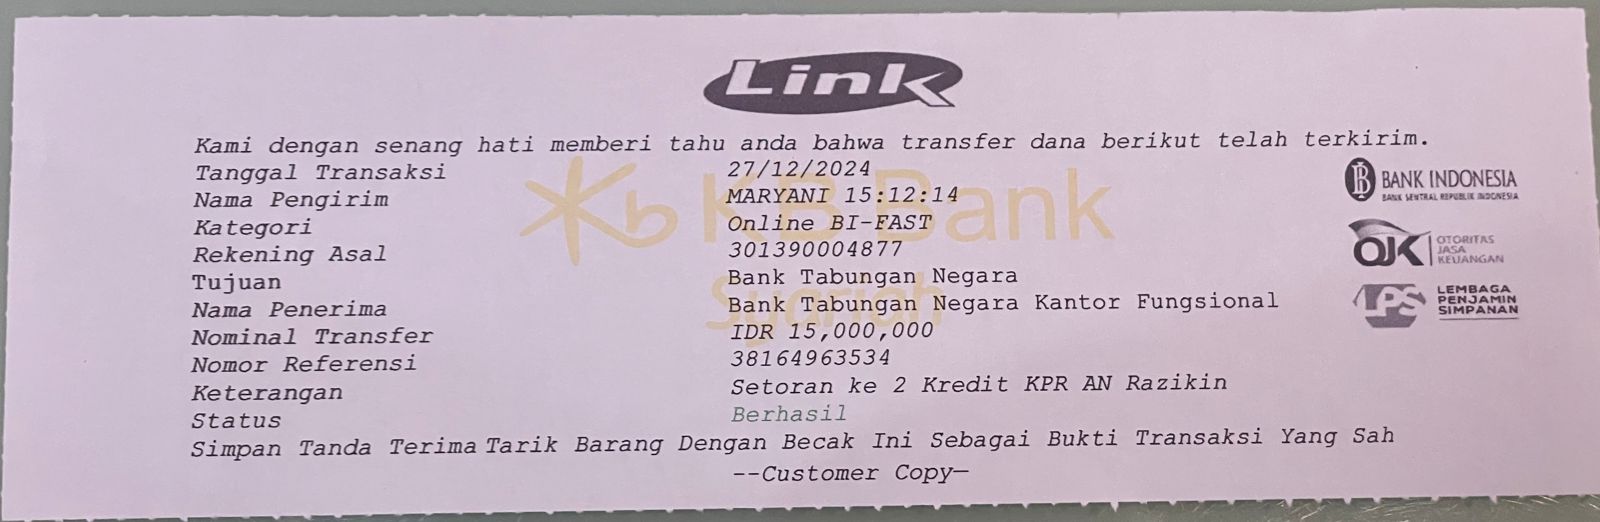 Link
Kami dengan senang hati memberi tahu anda bahwa transfer dana berikut telah terkirim.
Tanggal Transaksi 27/12/2024
Nama Pengirim MARYANI 15:12:14
Kategori Online BI-FAST
Rekening Asal 301390004877
Tujuan Bank Tabungan Negara
Nama Penerima Bank Tabungan Negara Kantor Fungsional
Nominal Transfer IDR 15,000,000
Nomor Referensi 38164963534
Keterangan Setoran ke 2 Kredit KPR AN Razikin
Status Berhasil
Simpan Tanda Terima Tarik Barang Dengan Becak Ini Sebagai Bukti Transaksi Yang Sah
--Customer Copy—
KB Bank
Syariah
BANK INDONESIA
BANK SENTRAL REPUBLIK INDONESIA
OJK
OTORITAS
JASA
KEUANGAN
LPS
LEMBAGA
PENJAMIN
SIMPANAN